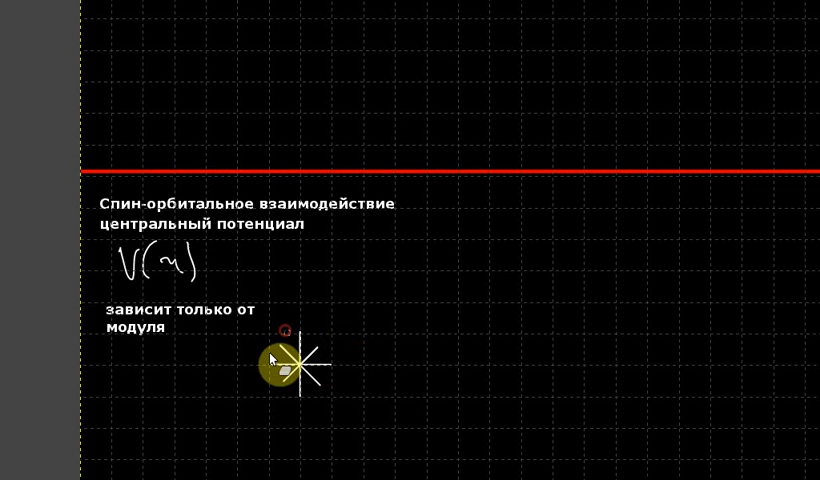 Спин-орбитальное взаимодействие
центральный потенциал
V(r)
зависит только от
модуля